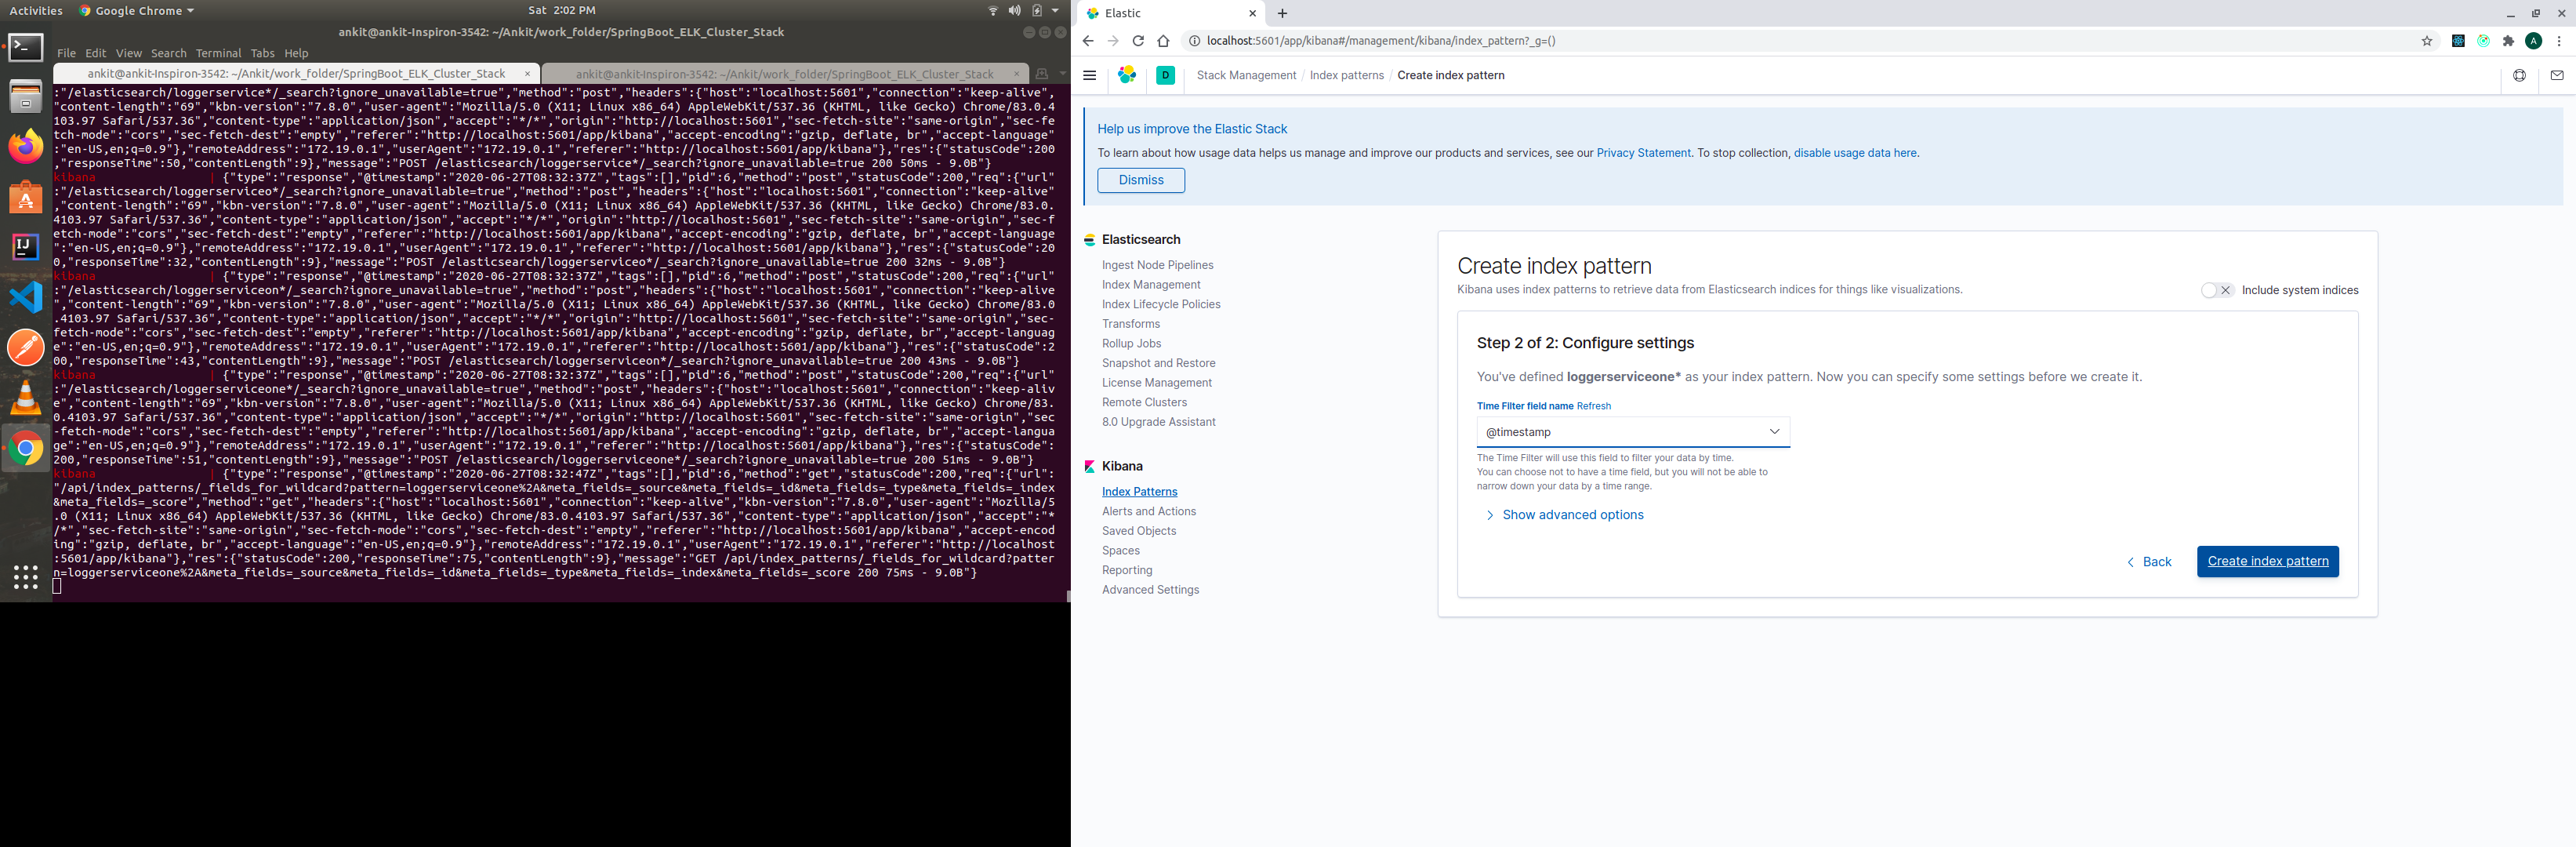 Activities
Google Chrome
Sat 2:02 PM
ankit@ankit-Inspiron-3542: ~/Ankit/work_folder/SpringBoot_ELK_Cluster_Stack
File Edit View Search Terminal Tabs Help
ankit@ankit-Inspiron-3542: ~/Ankit/work_folder/SpringBoot_ELK_Cluster_Stack ×
ankit@ankit-Inspiron-3542: ~/Ankit/work_folder/SpringBoot_ELK_Cluster_Stack ×
:"/elasticsearch/loggerservice*/_search?ignore_unavailable=true","method":"post","headers":{"host":"localhost:5601","connection":"keep-alive",
"content-length":"69","kbn-version":"7.8.0","user-agent":"Mozilla/5.0 (X11; Linux x86_64) AppleWebKit/537.36 (KHTML, like Gecko) Chrome/83.0.4
103.97 Safari/537.36","content-type":"application/json","accept":"*/*","origin":"http://localhost:5601","sec-fetch-site":"same-origin","sec-fe
tch-mode":"cors","sec-fetch-dest":"empty","referer":"http://localhost:5601/app/kibana","accept-encoding":"gzip, deflate, br","accept-language"
:"en-US,en;q=0.9"},"remoteAddress":"172.19.0.1","userAgent":"172.19.0.1","referer":"http://localhost:5601/app/kibana"},"res":{"statusCode":200
,"responseTime":50,"contentLength":9},"message":"POST /elasticsearch/loggerservice*/_search?ignore_unavailable=true 200 50ms - 9.0B"}
kibana | {"type":"response","@timestamp":"2020-06-27T08:32:37Z","tags":[],"pid":6,"method":"post","statusCode":200,"req":{"url"
:"/elasticsearch/loggerserviceo*/_search?ignore_unavailable=true","method":"post","headers":{"host":"localhost:5601","connection":"keep-alive"
,"content-length":"69","kbn-version":"7.8.0","user-agent":"Mozilla/5.0 (X11; Linux x86_64) AppleWebKit/537.36 (KHTML, like Gecko) Chrome/83.0.
4103.97 Safari/537.36","content-type":"application/json","accept":"*/*","origin":"http://localhost:5601","sec-fetch-site":"same-origin","sec-f
etch-mode":"cors","sec-fetch-dest":"empty","referer":"http://localhost:5601/app/kibana","accept-encoding":"gzip, deflate, br","accept-language
":"en-US,en;q=0.9"},"remoteAddress":"172.19.0.1","userAgent":"172.19.0.1","referer":"http://localhost:5601/app/kibana"},"res":{"statusCode":20
0,"responseTime":32,"contentLength":9},"message":"POST /elasticsearch/loggerserviceo*/_search?ignore_unavailable=true 200 32ms - 9.0B"}
kibana | {"type":"response","@timestamp":"2020-06-27T08:32:37Z","tags":[],"pid":6,"method":"post","statusCode":200,"req":{"url"
:"/elasticsearch/loggerserviceon*/_search?ignore_unavailable=true","method":"post","headers":{"host":"localhost:5601","connection":"keep-alive
","content-length":"69","kbn-version":"7.8.0","user-agent":"Mozilla/5.0 (X11; Linux x86_64) AppleWebKit/537.36 (KHTML, like Gecko) Chrome/83.0
.4103.97 Safari/537.36","content-type":"application/json","accept":"*/*","origin":"http://localhost:5601","sec-fetch-site":"same-origin","sec-
fetch-mode":"cors","sec-fetch-dest":"empty","referer":"http://localhost:5601/app/kibana","accept-encoding":"gzip, deflate, br","accept-languag
e":"en-US,en;q=0.9"},"remoteAddress":"172.19.0.1","userAgent":"172.19.0.1","referer":"http://localhost:5601/app/kibana"},"res":{"statusCode":2
00,"responseTime":43,"contentLength":9},"message":"POST /elasticsearch/loggerserviceon*/_search?ignore_unavailable=true 200 43ms - 9.0B"}
kibana | {"type":"response","@timestamp":"2020-06-27T08:32:37Z","tags":[],"pid":6,"method":"post","statusCode":200,"req":{"url"
:"/elasticsearch/loggerserviceone*/_search?ignore_unavailable=true","method":"post","headers":{"host":"localhost:5601","connection":"keep-aliv
e","content-length":"69","kbn-version":"7.8.0","user-agent":"Mozilla/5.0 (X11; Linux x86_64) AppleWebKit/537.36 (KHTML, like Gecko) Chrome/83.
0.4103.97 Safari/537.36","content-type":"application/json","accept":"*/*","origin":"http://localhost:5601","sec-fetch-site":"same-origin","sec
-fetch-mode":"cors","sec-fetch-dest":"empty","referer":"http://localhost:5601/app/kibana","accept-encoding":"gzip, deflate, br","accept-langua
ge":"en-US,en;q=0.9"},"remoteAddress":"172.19.0.1","userAgent":"172.19.0.1","referer":"http://localhost:5601/app/kibana"},"res":{"statusCode":
200,"responseTime":51,"contentLength":9},"message":"POST /elasticsearch/loggerserviceone*/_search?ignore_unavailable=true 200 51ms - 9.0B"}
kibana | {"type":"response","@timestamp":"2020-06-27T08:32:47Z","tags":[],"pid":6,"method":"get","statusCode":200,"req":{"url":
"/api/index_patterns/_fields_for_wildcard?pattern=loggerserviceone%2A&meta_fields=_source&meta_fields=_id&meta_fields=_type&meta_fields=_index
&meta_fields=_score","method":"get","headers":{"host":"localhost:5601","connection":"keep-alive","kbn-version":"7.8.0","user-agent":"Mozilla/5
.0 (X11; Linux x86_64) AppleWebKit/537.36 (KHTML, like Gecko) Chrome/83.0.4103.97 Safari/537.36","content-type":"application/json","accept":"*
/*","sec-fetch-site":"same-origin","sec-fetch-mode":"cors","sec-fetch-dest":"empty","referer":"http://localhost:5601/app/kibana","accept-encod
ing":"gzip, deflate, br","accept-language":"en-US,en;q=0.9"},"remoteAddress":"172.19.0.1","userAgent":"172.19.0.1","referer":"http://localhost
:5601/app/kibana"},"res":{"statusCode":200,"responseTime":75,"contentLength":9},"message":"GET /api/index_patterns/_fields_for_wildcard?patter
n=loggerserviceone%2A&meta_fields=_source&meta_fields=_id&meta_fields=_type&meta_fields=_index&meta_fields=_score 200 75ms - 9.0B"}
Elastic
localhost:5601/app/kibana#/management/kibana/index_pattern?_g=()
A
D
Stack Management / Index patterns / Create index pattern
Help us improve the Elastic Stack
To learn about how usage data helps us manage and improve our products and services, see our Privacy Statement. To stop collection, disable usage data here.
Dismiss
Elasticsearch
Ingest Node Pipelines
Index Management
Index Lifecycle Policies
Transforms
Rollup Jobs
Snapshot and Restore
License Management
Remote Clusters
8.0 Upgrade Assistant
Kibana
Index Patterns
Alerts and Actions
Saved Objects
Spaces
Reporting
Advanced Settings
Create index pattern
Kibana uses index patterns to retrieve data from Elasticsearch indices for things like visualizations.
Include system indices
Step 2 of 2: Configure settings
You've defined loggerserviceone* as your index pattern. Now you can specify some settings before we create it.
Time Filter field name Refresh
@timestamp
The Time Filter will use this field to filter your data by time.
You can choose not to have a time field, but you will not be able to
narrow down your data by a time range.
Show advanced options
Back
Create index pattern